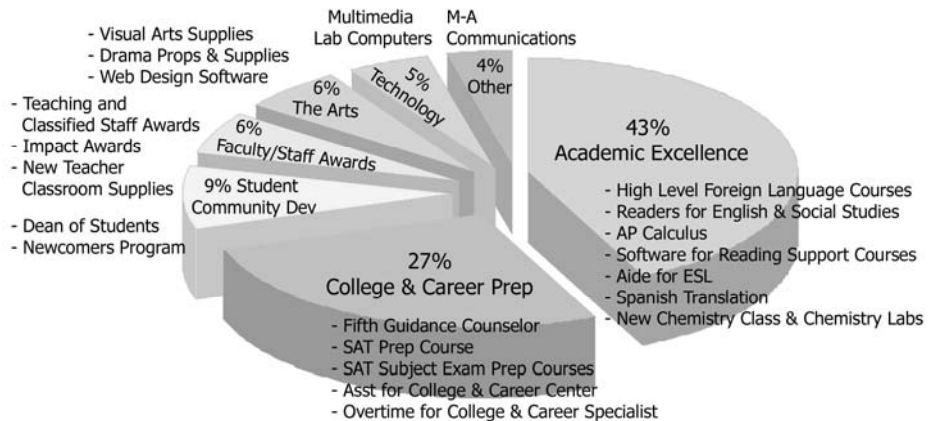 - Visual Arts Supplies
- Drama Props & Supplies
- Web Design Software
Multimedia
Lab Computers
M-A
Communications
- Teaching and
Classified Staff Awards
- Impact Awards
- New Teacher
Classroom Supplies
- Dean of Students
- Newcomers Program
6%
The Arts
5%
Technology
4%
Other
6%
Faculty/Staff Awards
9% Student
Community Dev
43%
Academic Excellence
- High Level Foreign Language Courses
- Readers for English & Social Studies
- AP Calculus
- Software for Reading Support Courses
- Aide for ESL
- Spanish Translation
- New Chemistry Class & Chemistry Labs
27%
College & Career Prep
- Fifth Guidance Counselor
- SAT Prep Course
- SAT Subject Exam Prep Courses
- Asst for College & Career Center
- Overtime for College & Career Specialist